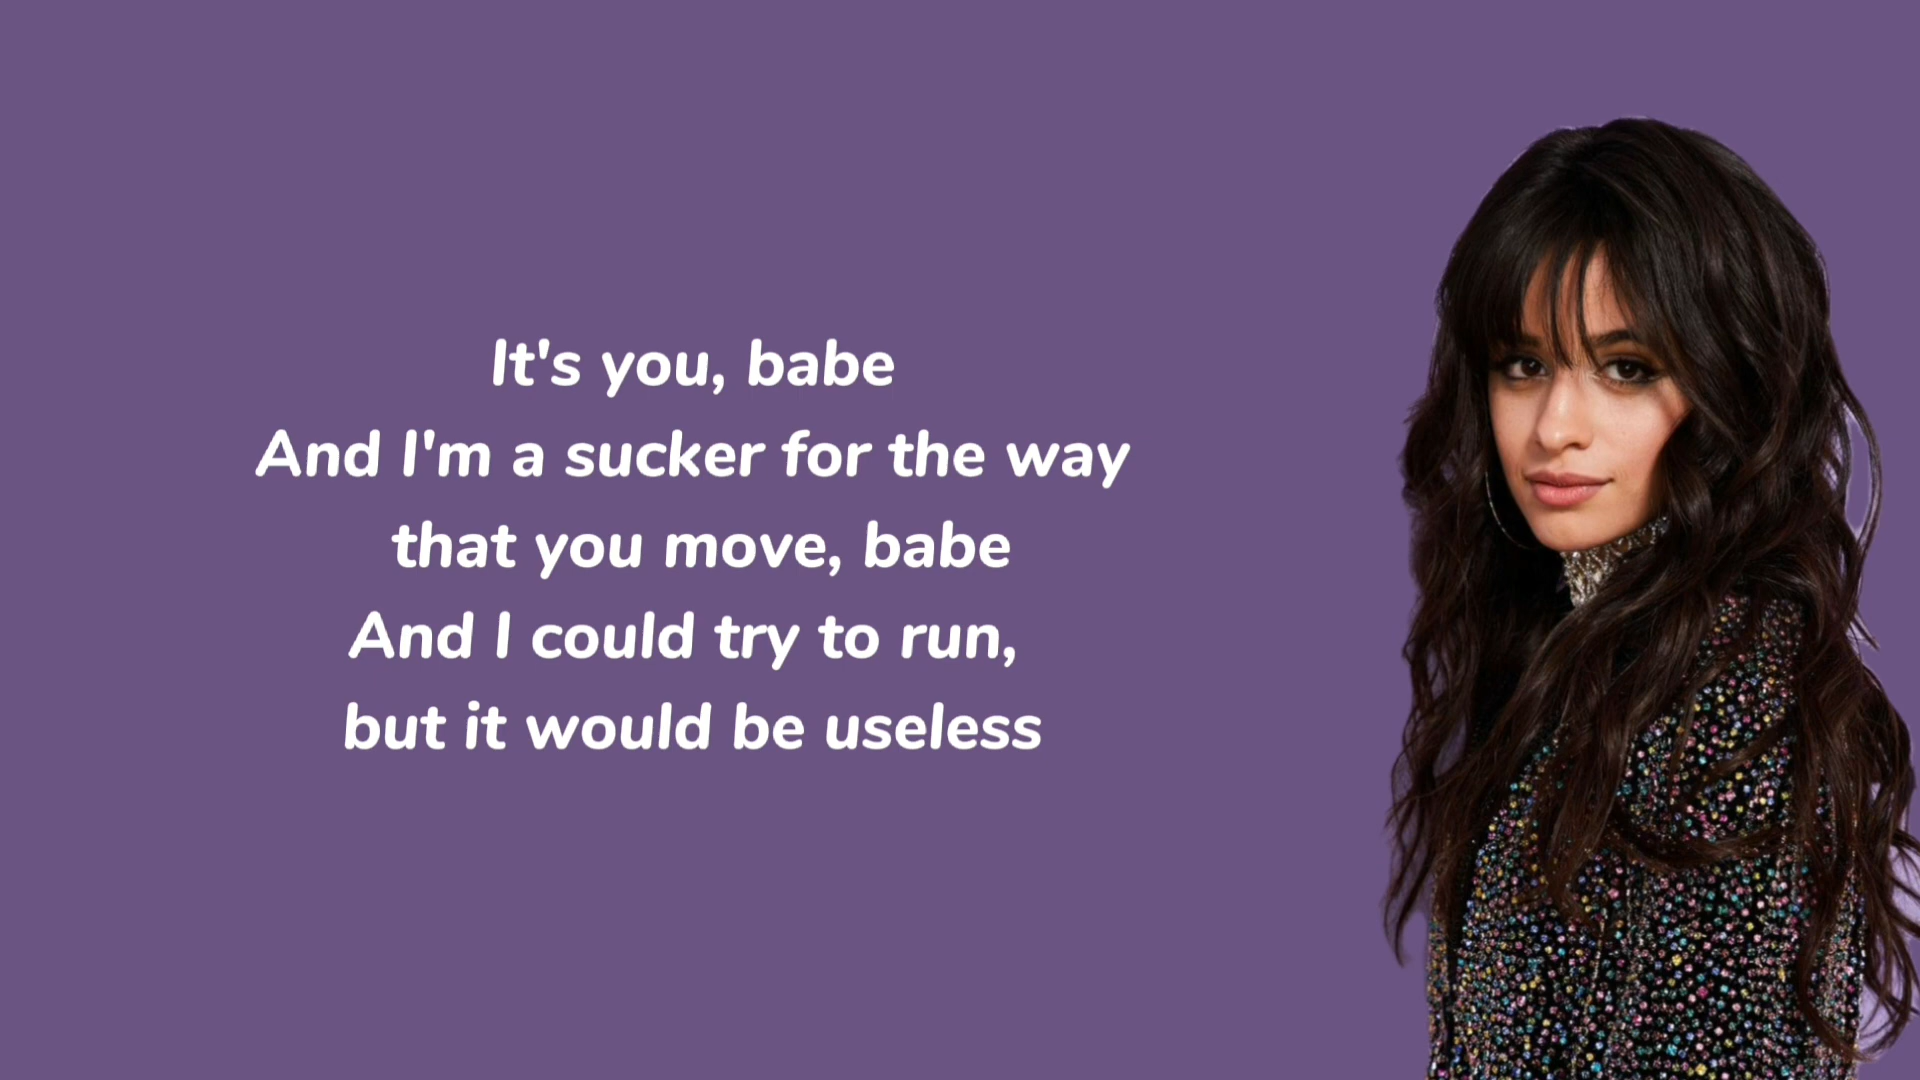 It's you, babe
And I'm a sucker for the way
that you move, babe
And I could try to run,
but it would be useless